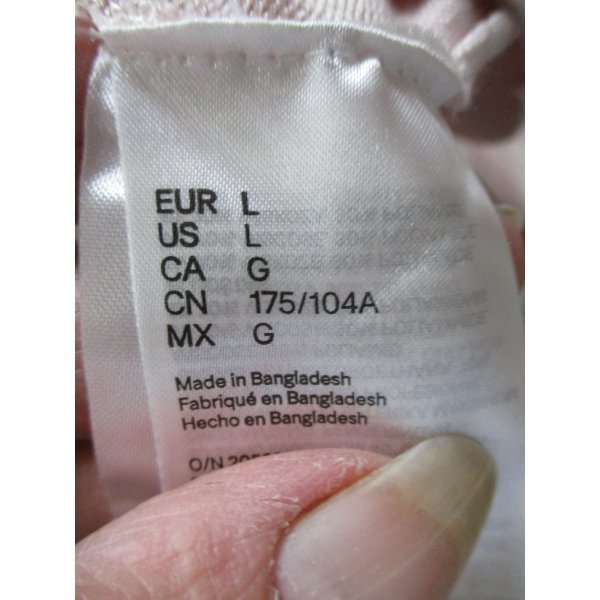 EUR L
US L
CA G
CN 175/104A
MX G
Made in Bangladesh
Fabriqué en Bangladesh
Hecho en Bangladesh
O/N